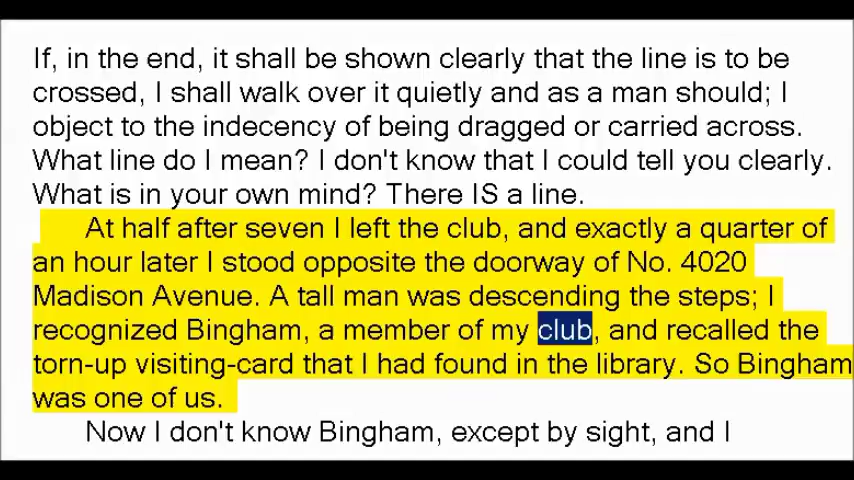 If, in the end, it shall be shown clearly that the line is to be
crossed, I shall walk over it quietly and as a man should; I
object to the indecency of being dragged or carried across.
What line do I mean? I don't know that I could tell you clearly.
What is in your own mind? There IS a line.
At half after seven I left the club, and exactly a quarter of
an hour later I stood opposite the doorway of No. 4020
Madison Avenue. A tall man was descending the steps; I
recognized Bingham, a member of my club, and recalled the
torn-up visiting-card that I had found in the library. So Bingham
was one of us.
Now I don't know Bingham, except by sight, and I